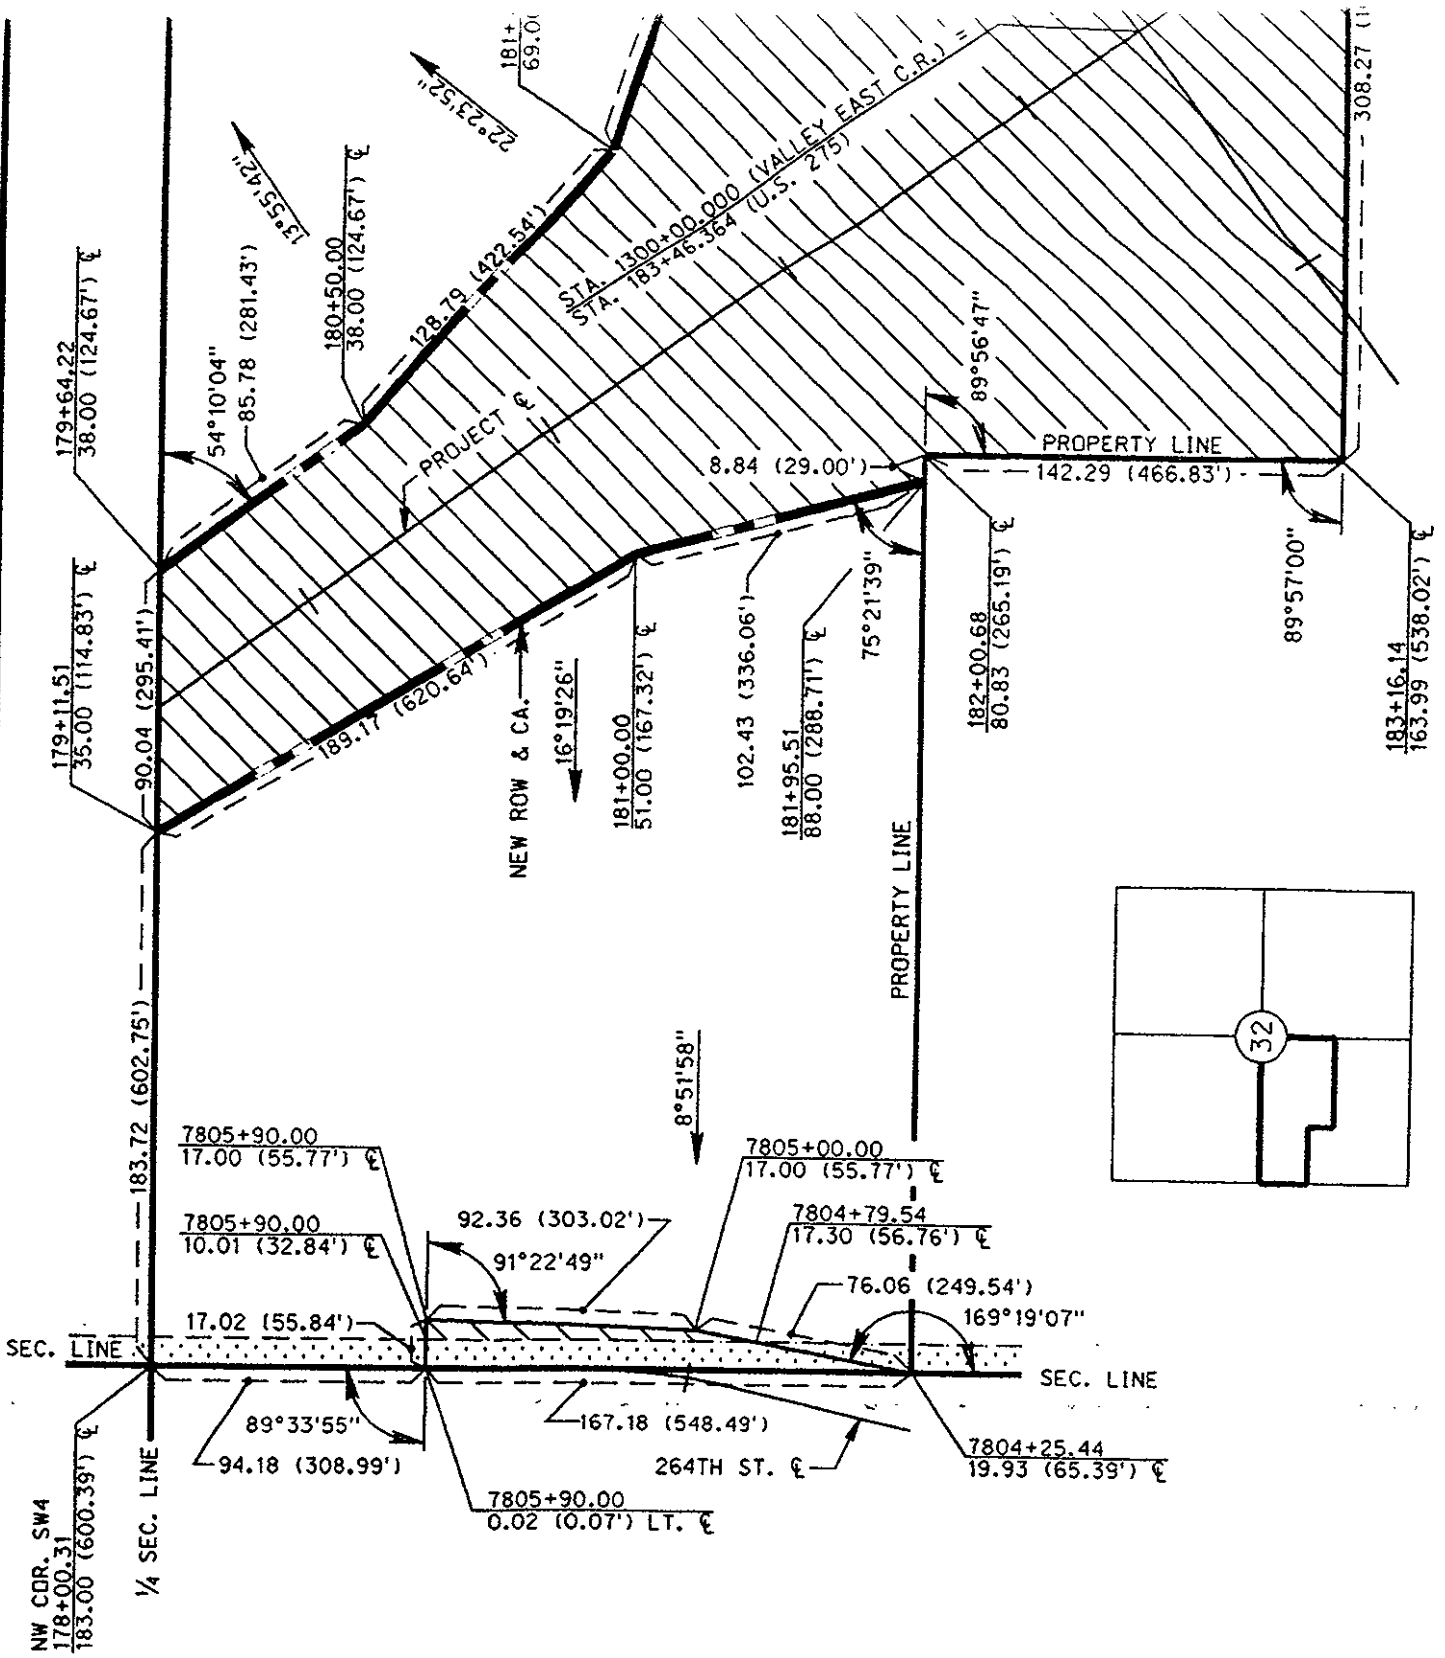 181+
69.00
22°23'52"
13°55'42"
308.27 (1
179+64.22
38.00 (124.67') ℄
54°10'04"
85.78 (281.43')
180+50.00
38.00 (124.67') ℄
128.79 (422.54')
STA. 1300+00.000 (VALLEY EAST C.R.) =
STA. 183+46.364 (U.S. 275)
PROJECT ℄
89°56'47"
PROPERTY LINE
142.29 (466.83')
8.84 (29.00')
179+11.51
35.00 (114.83') ℄
90.04 (295.41')
189.17 (620.64')
NEW ROW & CA.
16°19'26"
181+00.00
51.00 (167.32') ℄
102.43 (336.06')
181+95.51
88.00 (288.71') ℄
75°21'39"
182+00.68
80.83 (265.19') ℄
89°57'00"
183+16.14
163.99 (538.02') ℄
PROPERTY LINE
183.72 (602.75')
8°51'58"
32
7805+90.00
17.00 (55.77') ℄
7805+00.00
17.00 (55.77') ℄
7805+90.00
10.01 (32.84') ℄
92.36 (303.02')
91°22'49"
7804+79.54
17.30 (56.76') ℄
76.06 (249.54')
169°19'07"
17.02 (55.84')
SEC. LINE
SEC. LINE
89°33'55"
94.18 (308.99')
167.18 (548.49')
264TH ST. ℄
7804+25.44
19.93 (65.39') ℄
7805+90.00
0.02 (0.07') LT. ℄
NW COR. SW4
178+00.31
183.00 (600.39') ℄
1/4 SEC. LINE